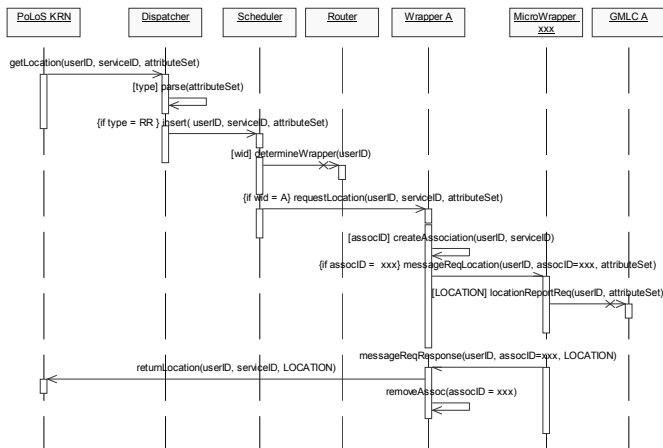 PoLoS KRN
Dispatcher
Scheduler
Router
Wrapper A
MicroWrapper
xxx
GMLC A
getLocation(userID, serviceID, attributeSet)
[type] parse(attributeSet)
{if type = RR } insert( userID, serviceID, attributeSet)
[wid] determineWrapper(userID)
{if wid = A} requestLocation(userID, serviceID, attributeSet)
[assocID] createAssociation(userID, serviceID)
{if assocID = xxx} messageReqLocation(userID, assocID=xxx, attributeSet)
[LOCATION] locationReportReq(userID, attributeSet)
messageReqResponse(userID, assocID=xxx, LOCATION)
returnLocation(userID, serviceID, LOCATION)
removeAssoc(assocID = xxx)